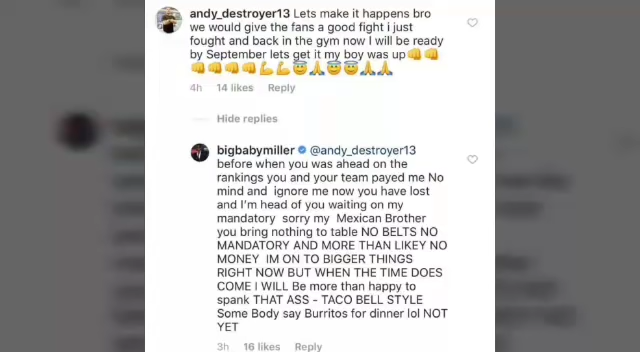 andy_destroyer13 Lets make it happens bro
we would give the fans a good fight i just
fought and back in the gym now I will be ready
by September lets get it my boy was up👊👊
👊👊👊👊💪💪😇🙏😇😇🙏🙏
4h 14 likes Reply
Hide replies
bigbabymiller @andy_destroyer13
before when you was ahead on the
rankings you and your team payed me No
mind and ignore me now you have lost
and I'm head of you waiting on my
mandatory sorry my Mexican Brother
you bring nothing to table NO BELTS NO
MANDATORY AND MORE THAN LIKEY NO
MONEY IM ON TO BIGGER THINGS
RIGHT NOW BUT WHEN THE TIME DOES
COME I WILL Be more than happy to
spank THAT ASS - TACO BELL STYLE
Some Body say Burritos for dinner lol NOT
YET
3h 16 likes Reply